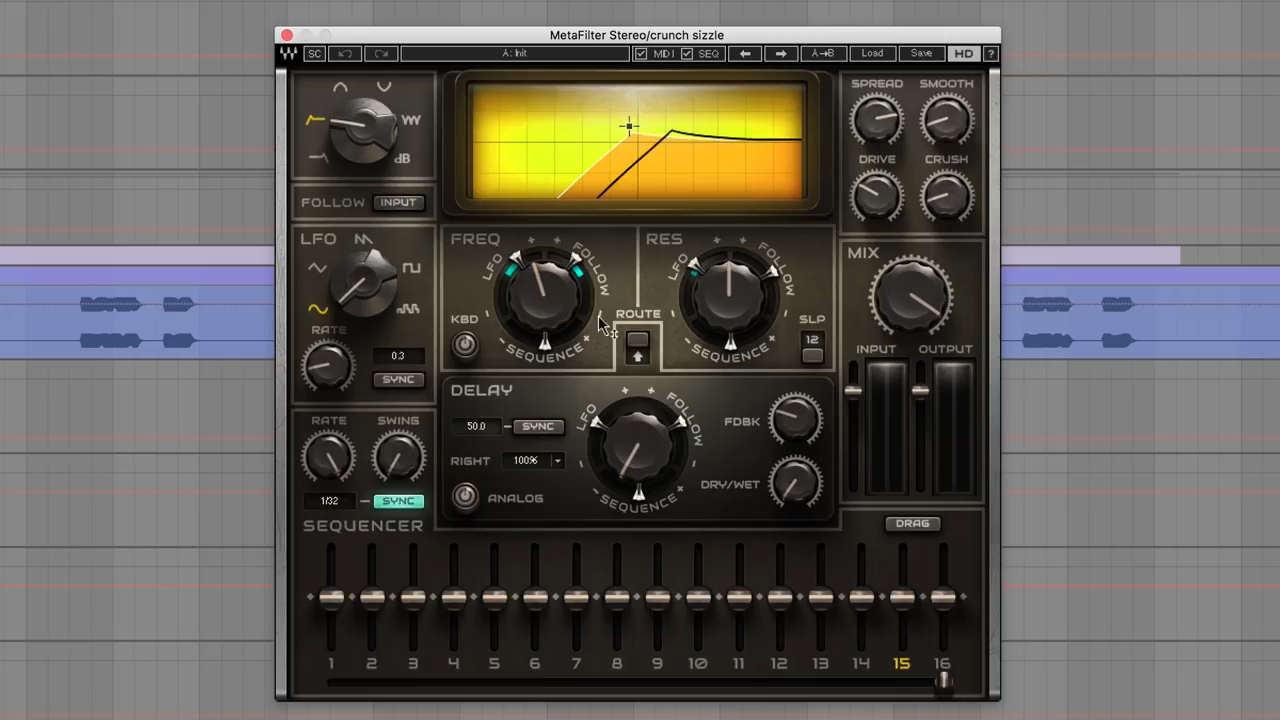 MetaFilter Stereo/crunch sizzle
SC A: Init MIDI SEQ A→B Load Save HD ?
dB
FOLLOW INPUT
SPREAD SMOOTH
DRIVE CRUSH
LFO
RATE
0.3
SYNC
FREQ
LFO FOLLOW
SEQUENCE
KBD
RES
LFO FOLLOW
SEQUENCE
ROUTE
SLP
12
MIX
INPUT OUTPUT
RATE SWING
1/32 SYNC
DELAY
50.0 SYNC
RIGHT 100%
ANALOG
LFO FOLLOW
SEQUENCE
FDBK
DRY/WET
SEQUENCER
DRAG
1 2 3 4 5 6 7 8 9 10 11 12 13 14 15 16